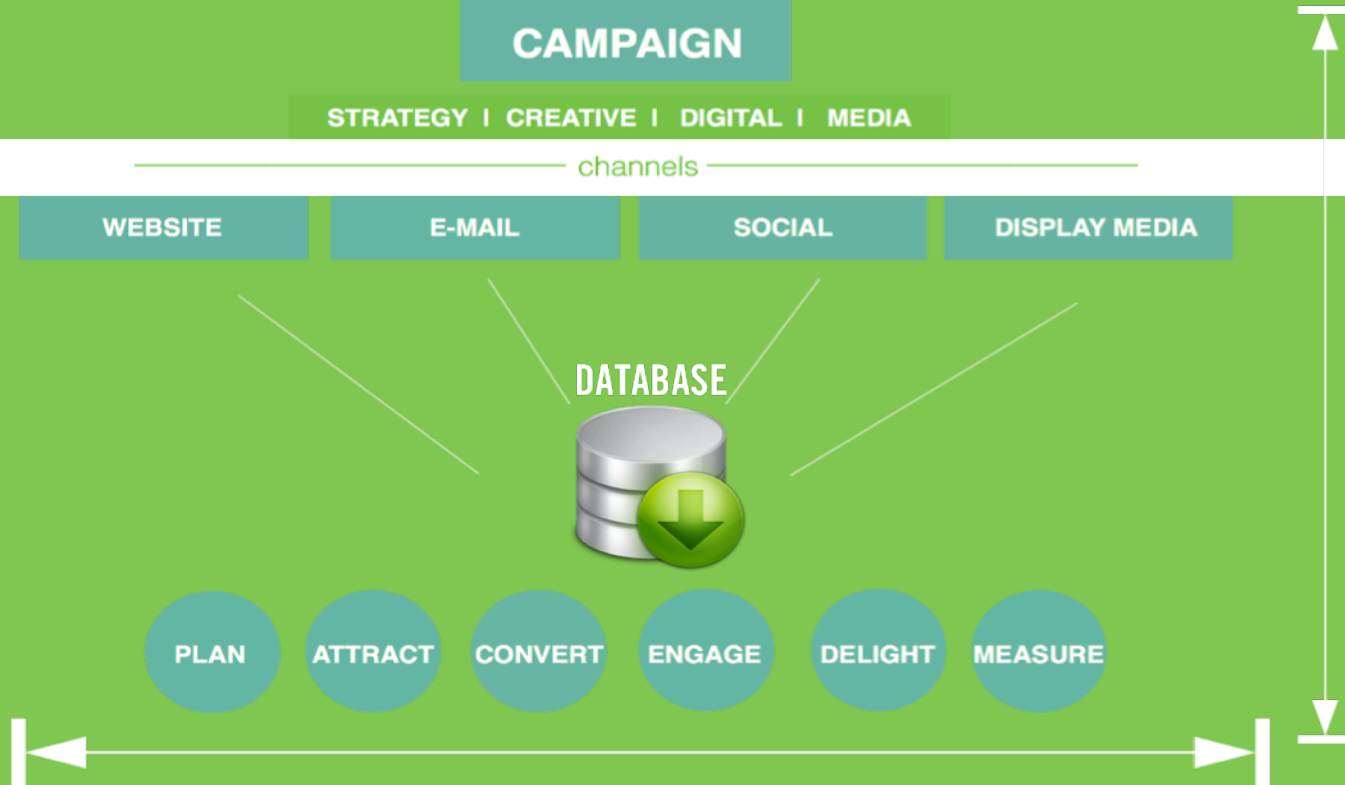 CAMPAIGN
STRATEGY I CREATIVE I DIGITAL I MEDIA
channels
WEBSITE E-MAIL SOCIAL DISPLAY MEDIA
DATABASE
PLAN ATTRACT CONVERT ENGAGE DELIGHT MEASURE